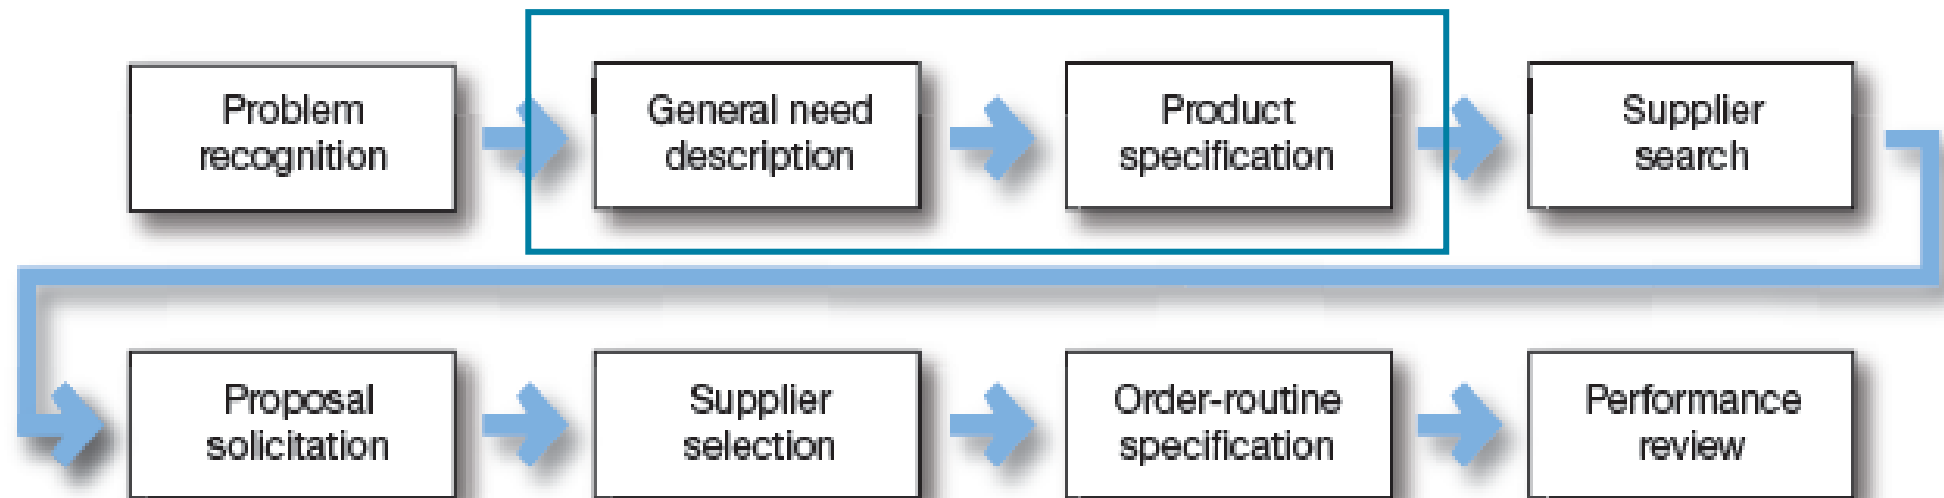 Problem
recognition
General need
description
Product
specification
Supplier
search
Proposal
solicitation
Supplier
selection
Order-routine
specification
Performance
review